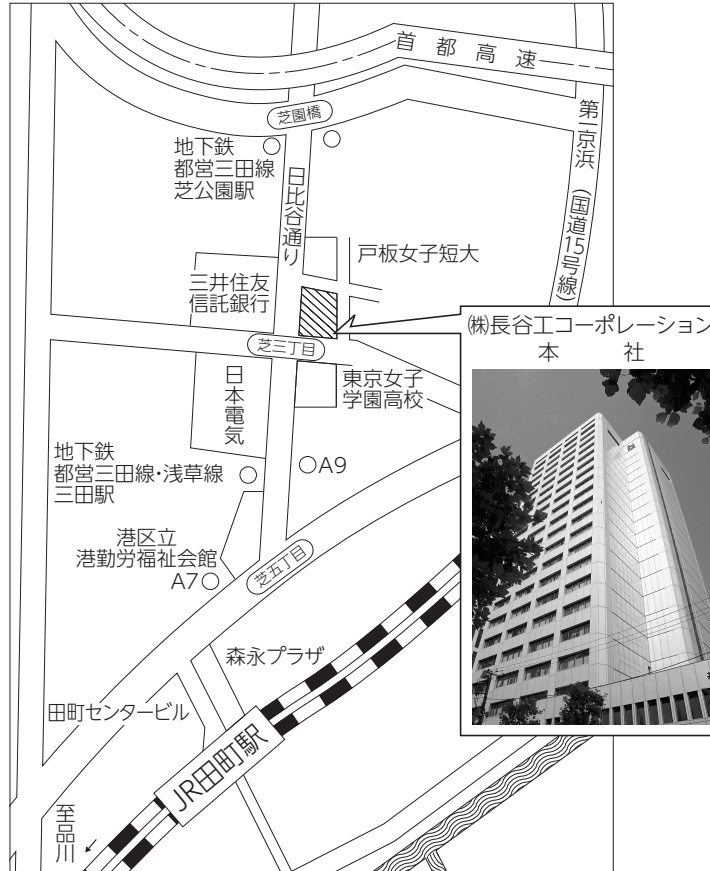 首都高速
芝園橋
地下鉄
都営三田線
芝公園駅
日比谷通り
第一京浜（国道15号線）
戸板女子短大
三井住友
信託銀行
㈱長谷工コーポレーション
本社
芝三丁目
日本電気
東京女子
学園高校
地下鉄
都営三田線・浅草線
三田駅
A9
港区立
港勤労福祉会館
A7
芝五丁目
森永プラザ
田町センタービル
JR田町駅
至品川